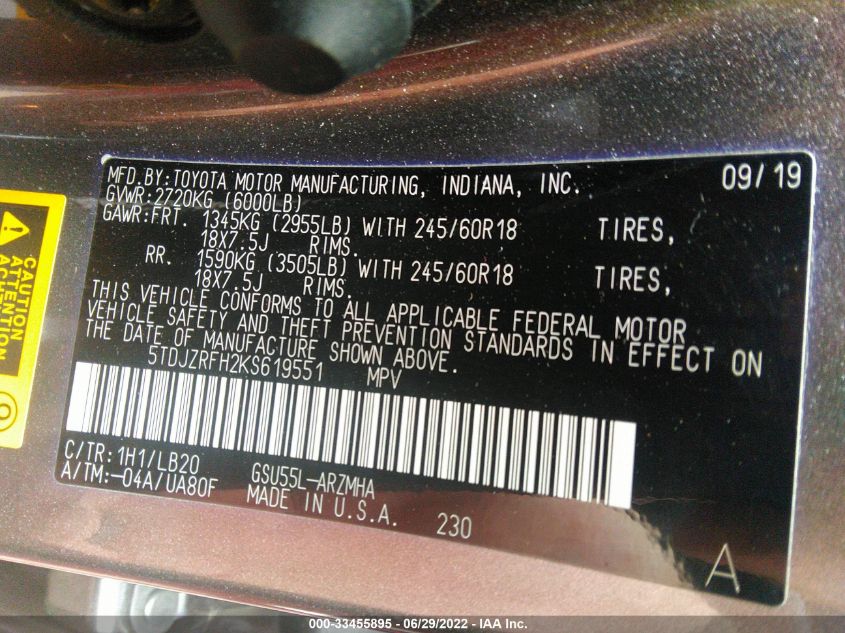 MFD.BY:TOYOTA MOTOR MANUFACTURING, INDIANA, INC. 09/19
GVWR:2720KG (6000LB)
GAWR:FRT. 1345KG (2955LB) WITH 245/60R18 TIRES,
18X7.5J RIMS.
RR. 1590KG (3505LB) WITH 245/60R18 TIRES,
18X7.5J RIMS.
THIS VEHICLE CONFORMS TO ALL APPLICABLE FEDERAL MOTOR
VEHICLE SAFETY AND THEFT PREVENTION STANDARDS IN EFFECT ON
THE DATE OF MANUFACTURE SHOWN ABOVE.
5TDJZRFH2KS619551 MPV
C/TR:1H1/LB20 GSU55L-ARZMHA
A/TM:-04A/UA80F MADE IN U.S.A. 230
A
CAUTION
ATTENTION
000-33455895 - 06/29/2022 - IAA Inc.